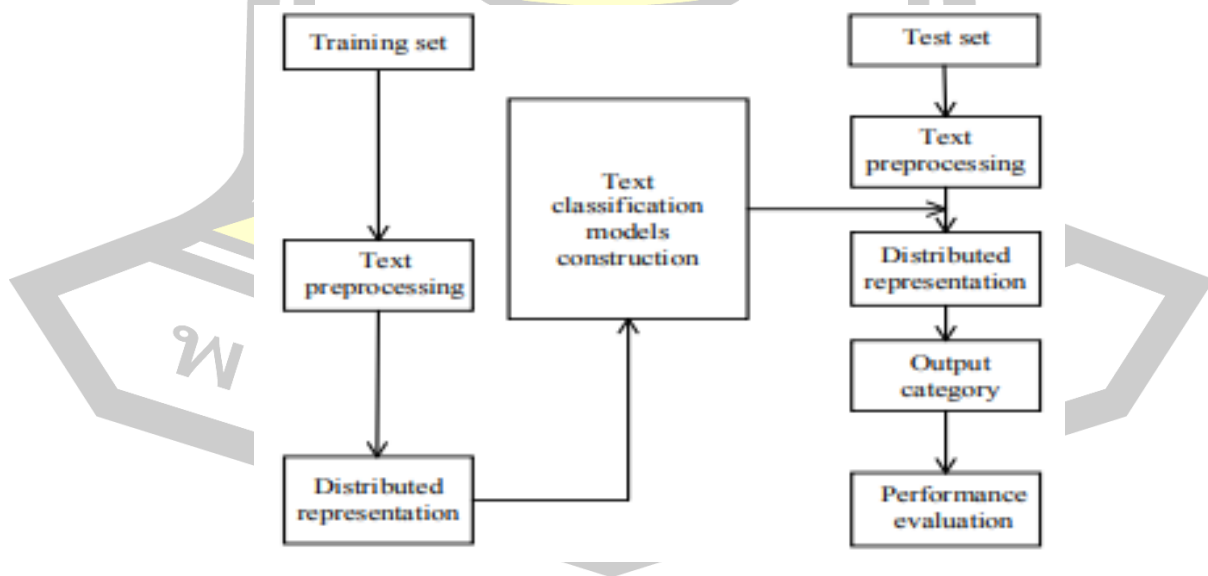 Training set
Text
preprocessing
Distributed
representation
Text
classification
models
construction
Test set
Text
preprocessing
Distributed
representation
Output
category
Performance
evaluation